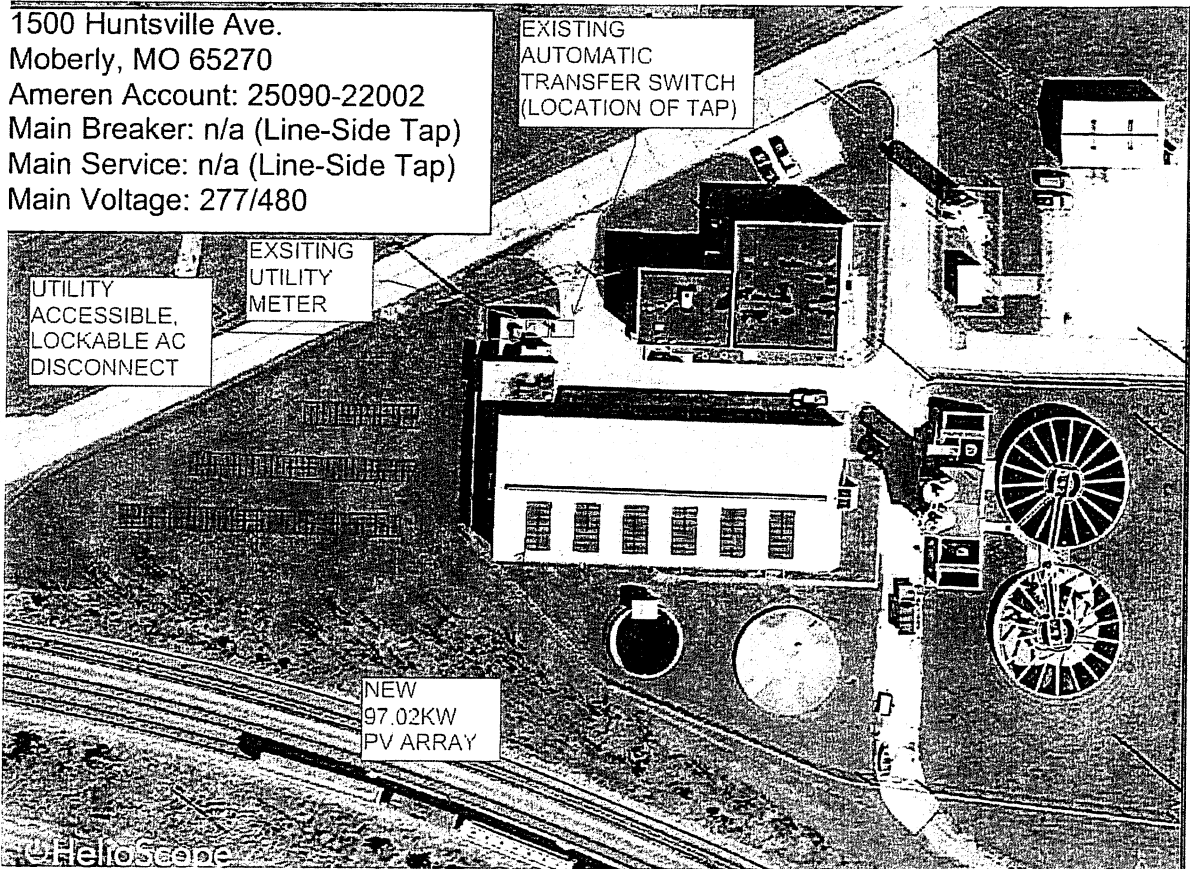 1500 Huntsville Ave.
Moberly, MO 65270
Ameren Account: 25090-22002
Main Breaker: n/a (Line-Side Tap)
Main Service: n/a (Line-Side Tap)
Main Voltage: 277/480
EXISTING
AUTOMATIC
TRANSFER SWITCH
(LOCATION OF TAP)
EXSITING
UTILITY
METER
UTILITY
ACCESSIBLE,
LOCKABLE AC
DISCONNECT
NEW
97.02KW
PV ARRAY
HelioScope